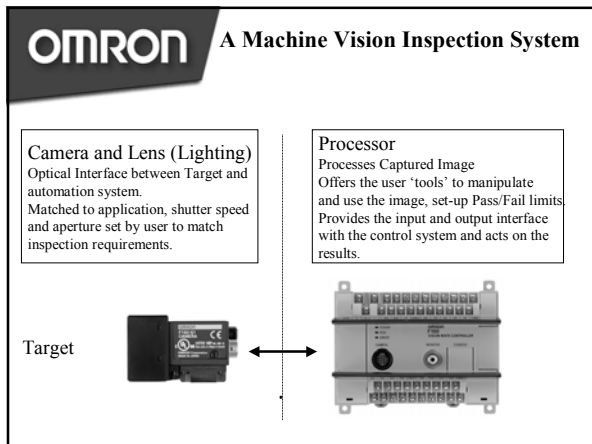 OMRON
A Machine Vision Inspection System
Camera and Lens (Lighting)
Optical Interface between Target and
automation system.
Matched to application, shutter speed
and aperture set by user to match
inspection requirements.
Processor
Processes Captured Image
Offers the user ‘tools’ to manipulate
and use the image, set-up Pass/Fail limits.
Provides the input and output interface
with the control system and acts on the
results.
Target